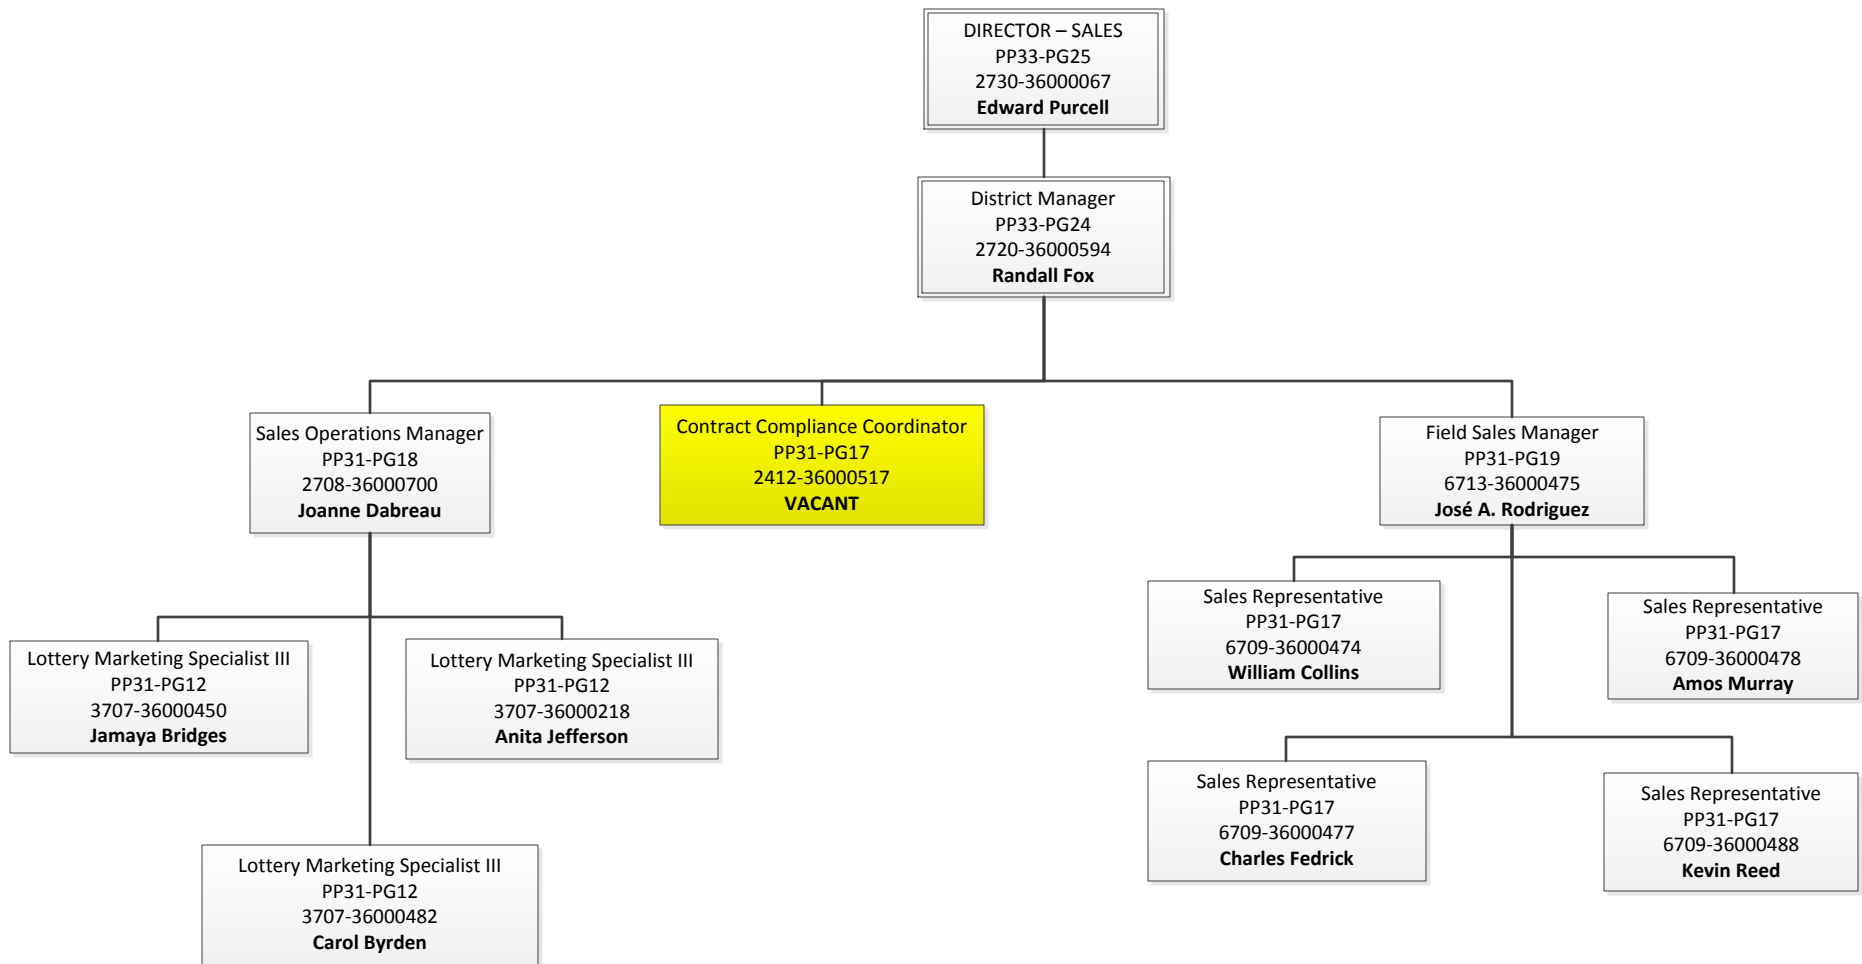 DIRECTOR – SALES
PP33-PG25
2730-36000067
Edward Purcell
District Manager
PP33-PG24
2720-36000594
Randall Fox
Sales Operations Manager
PP31-PG18
2708-36000700
Joanne Dabreau
Contract Compliance Coordinator
PP31-PG17
2412-36000517
VACANT
Field Sales Manager
PP31-PG19
6713-36000475
José A. Rodriguez
Lottery Marketing Specialist III
PP31-PG12
3707-36000450
Jamaya Bridges
Lottery Marketing Specialist III
PP31-PG12
3707-36000218
Anita Jefferson
Lottery Marketing Specialist III
PP31-PG12
3707-36000482
Carol Byrden
Sales Representative
PP31-PG17
6709-36000474
William Collins
Sales Representative
PP31-PG17
6709-36000478
Amos Murray
Sales Representative
PP31-PG17
6709-36000477
Charles Fedrick
Sales Representative
PP31-PG17
6709-36000488
Kevin Reed